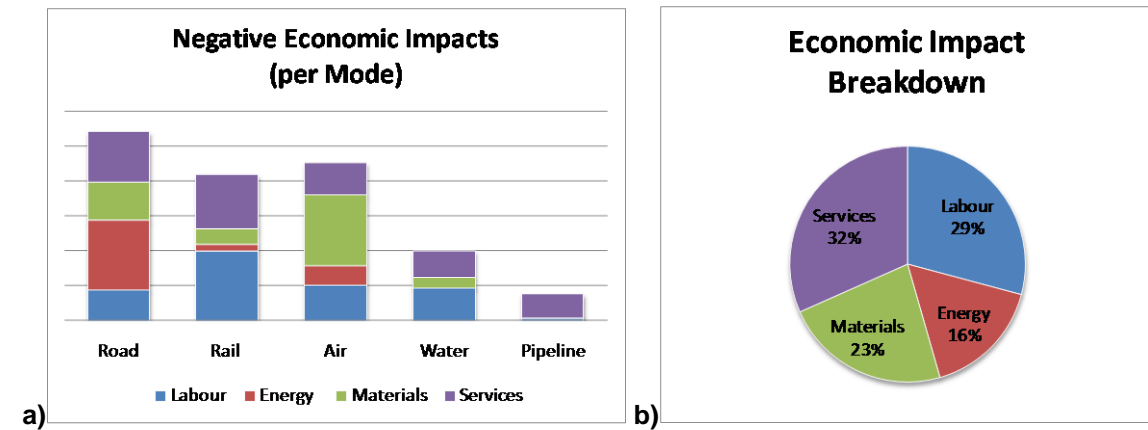 Negative Economic Impacts
(per Mode)
Road Rail Air Water Pipeline
Labour Energy Materials Services
a)
Economic Impact
Breakdown
Services
32%
Labour
29%
Materials
23%
Energy
16%
b)